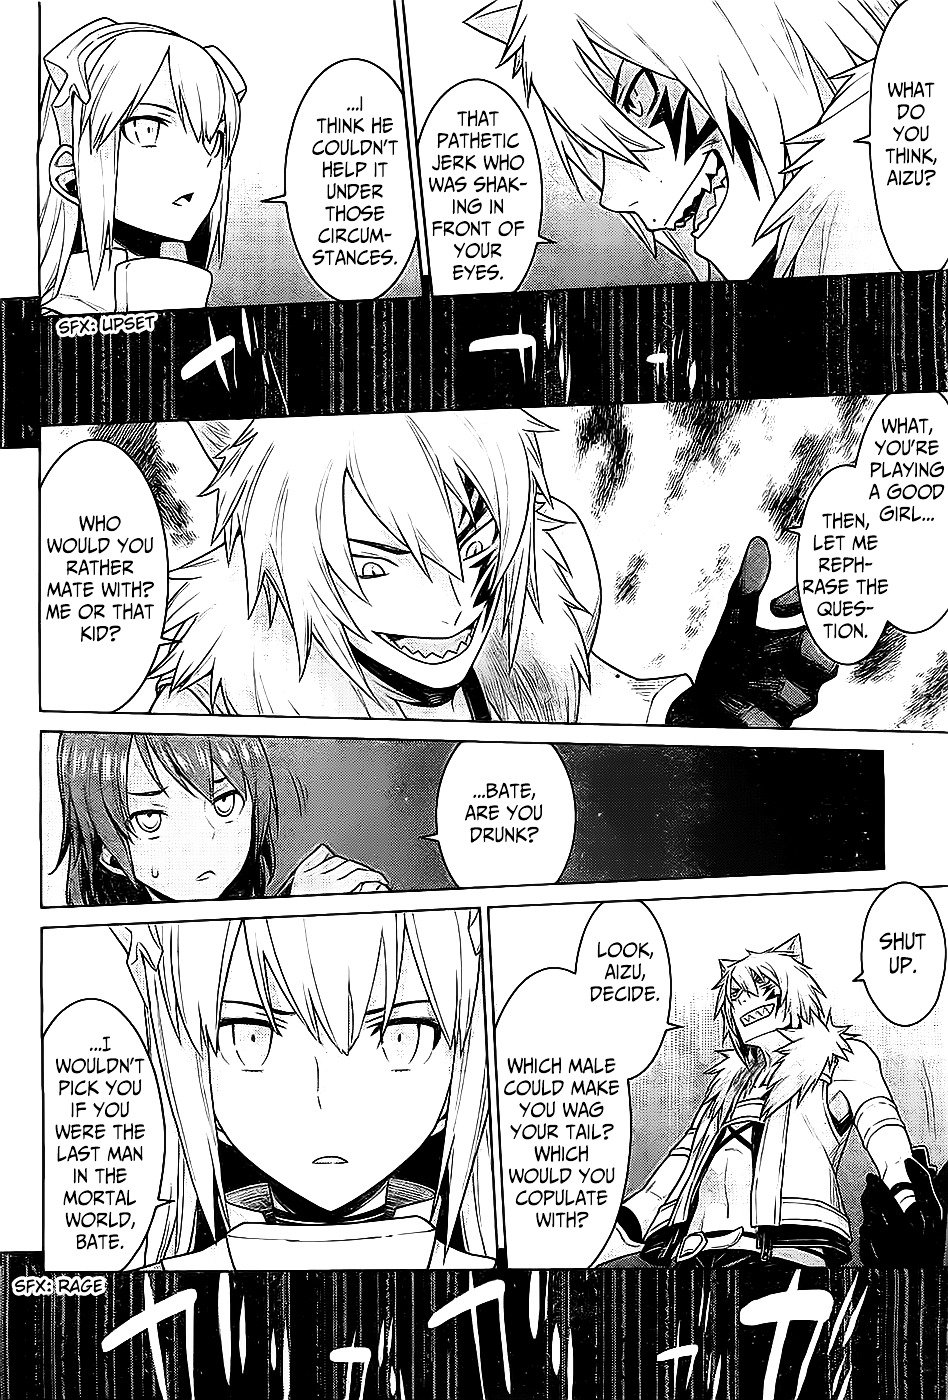 WHAT
DO
YOU
THINK,
AIZU?
THAT
PATHETIC
JERK WHO
WAS SHAK-
ING IN
FRONT OF
YOUR
EYES.
...I
THINK HE
COULDN'T
HELP IT
UNDER
THOSE
CIRCUM-
STANCES.
SFX: UPSET
WHAT,
YOU'RE
PLAYING
A GOOD
GIRL...
THEN,
LET ME
REPH-
RASE THE
QUES-
TION.
WHO
WOULD YOU
RATHER
MATE WITH?
ME OR THAT
KID?
...BATE,
ARE YOU
DRUNK?
SHUT
UP.
LOOK,
AIZU,
DECIDE.
WHICH MALE
COULD MAKE
YOU WAG
YOUR TAIL?
WHICH
WOULD YOU
COPULATE
WITH?
...I
WOULDN'T
PICK YOU
IF YOU
WERE THE
LAST MAN
IN THE
MORTAL
WORLD,
BATE.
SFX: RAGE